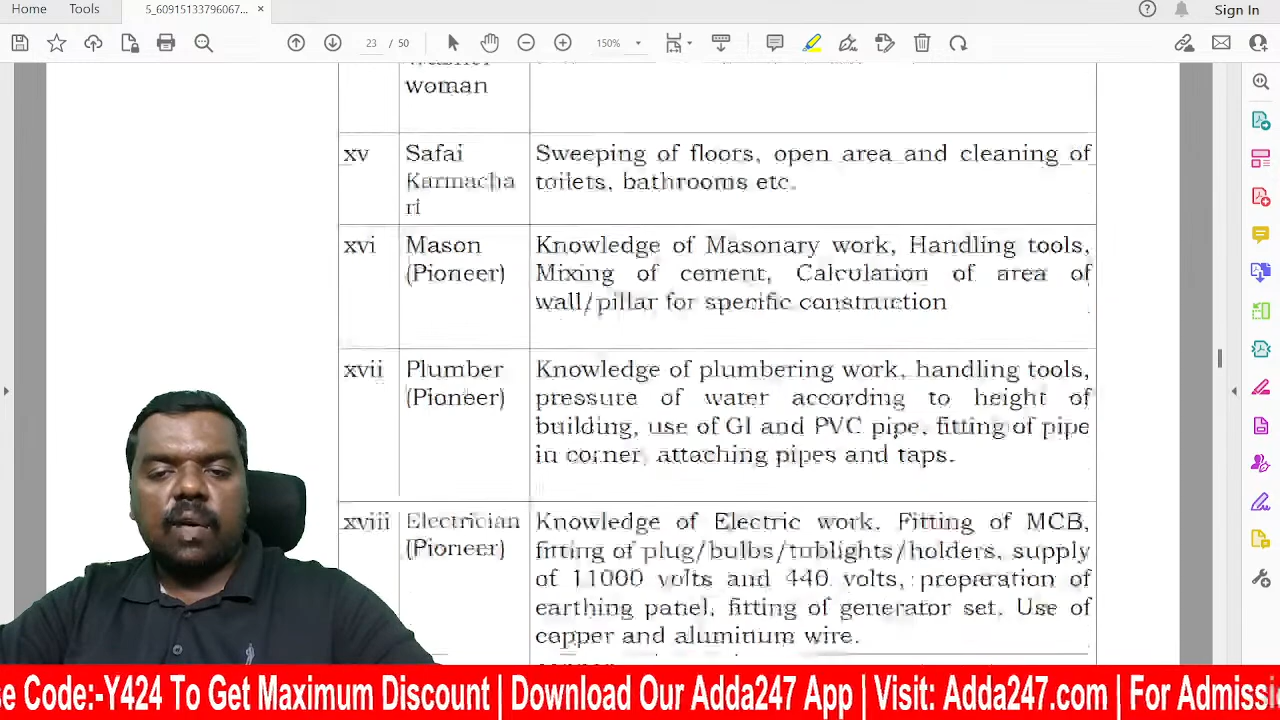 Home Tools 5_60915133796067... × Sign In
23 / 50 150%
woman
xv Safai Sweeping of floors, open area and cleaning of
Karmacha toilets, bathrooms etc.
ri
xvi Mason Knowledge of Masonary work, Handling tools,
(Pioneer) Mixing of cement, Calculation of area of
wall/pillar for specific construction
xvii Plumber Knowledge of plumbering work, handling tools,
(Pioneer) pressure of water according to height of
building, use of GI and PVC pipe, fitting of pipe
in corner, attaching pipes and taps.
xviii Electrician Knowledge of Electric work, Fitting of MCB,
(Pioneer) fitting of plug/bulbs/tublights/holders, supply
of 11000 volts and 440 volts, preparation of
earthing panel, fitting of generator set. Use of
copper and aluminum wire.
se Code:-Y424 To Get Maximum Discount | Download Our Adda247 App | Visit: Adda247.com | For Admissi